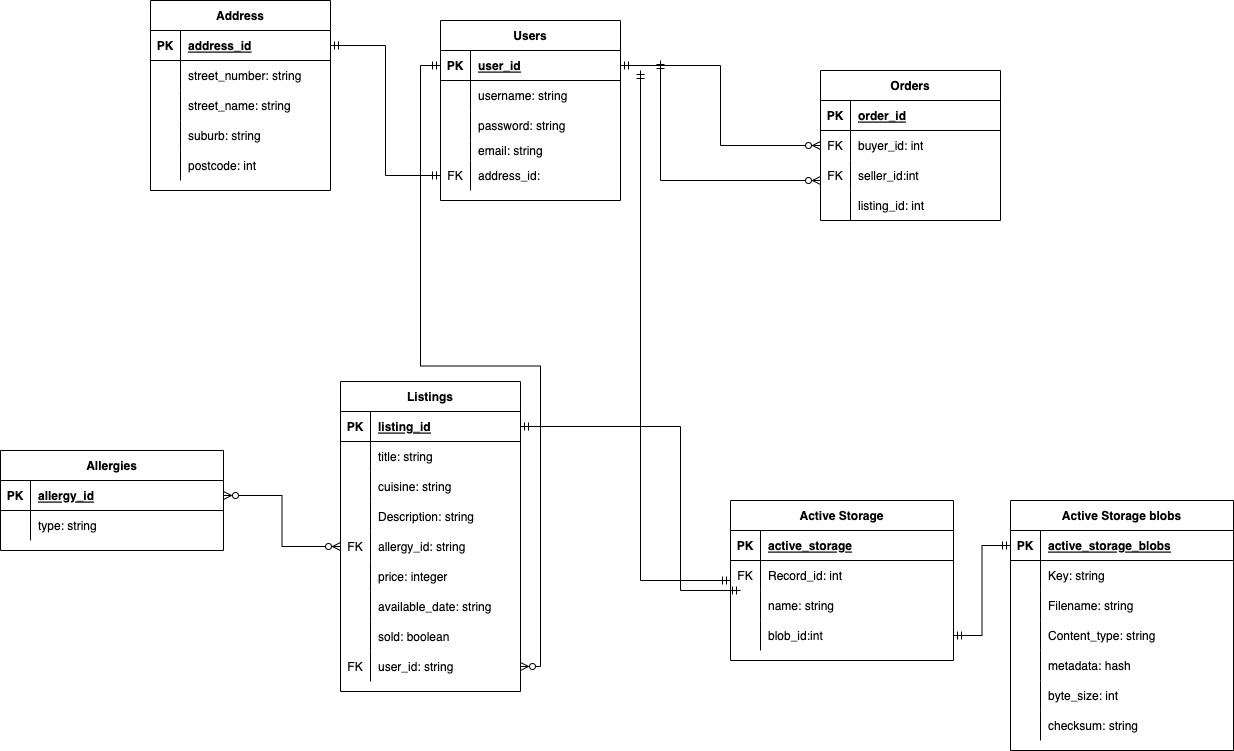 Address
PK address_id
street_number: string
street_name: string
suburb: string
postcode: int
Users
PK user_id
username: string
password: string
email: string
FK address_id:
Orders
PK order_id
FK buyer_id: int
FK seller_id:int
listing_id: int
Listings
PK listing_id
title: string
cuisine: string
Description: string
FK allergy_id: string
price: integer
available_date: string
sold: boolean
FK user_id: string
Allergies
PK allergy_id
type: string
Active Storage
PK active_storage
FK Record_id: int
name: string
blob_id:int
Active Storage blobs
PK active_storage_blobs
Key: string
Filename: string
Content_type: string
metadata: hash
byte_size: int
checksum: string